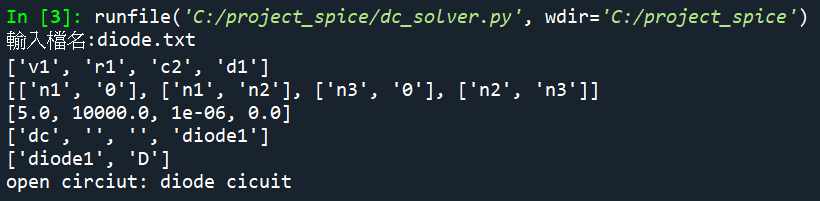 In [3]: runfile('C:/project_spice/dc_solver.py', wdir='C:/project_spice')
輸入檔名:diode.txt
['v1', 'r1', 'c2', 'd1']
[['n1', '0'], ['n1', 'n2'], ['n3', '0'], ['n2', 'n3']]
[5.0, 10000.0, 1e-06, 0.0]
['dc', '', '', 'diode1']
['diode1', 'D']
open circiut: diode cicuit